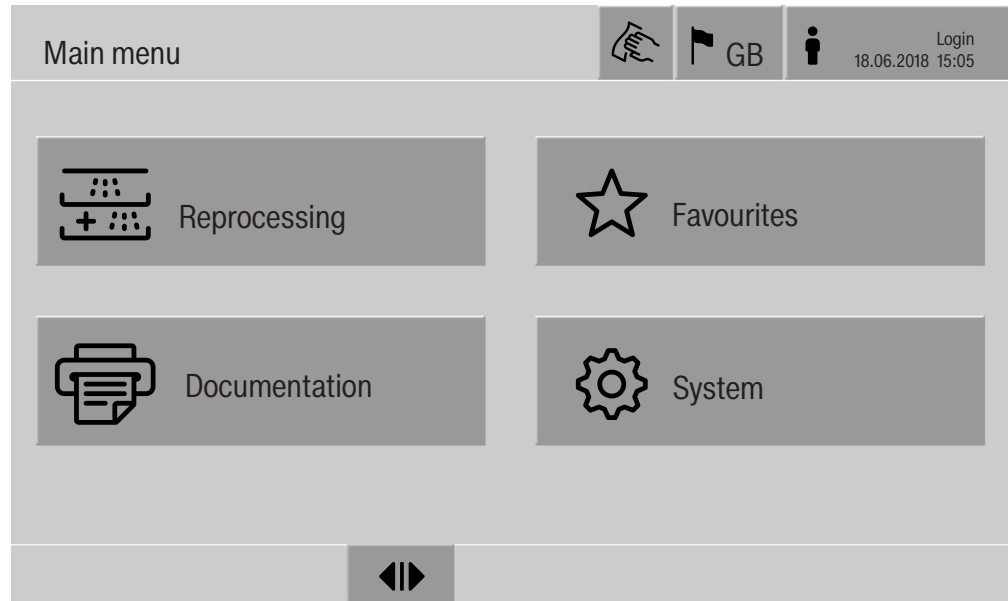 Main menu
GB
Login
18.06.2018 15:05
Reprocessing
Favourites
Documentation
System